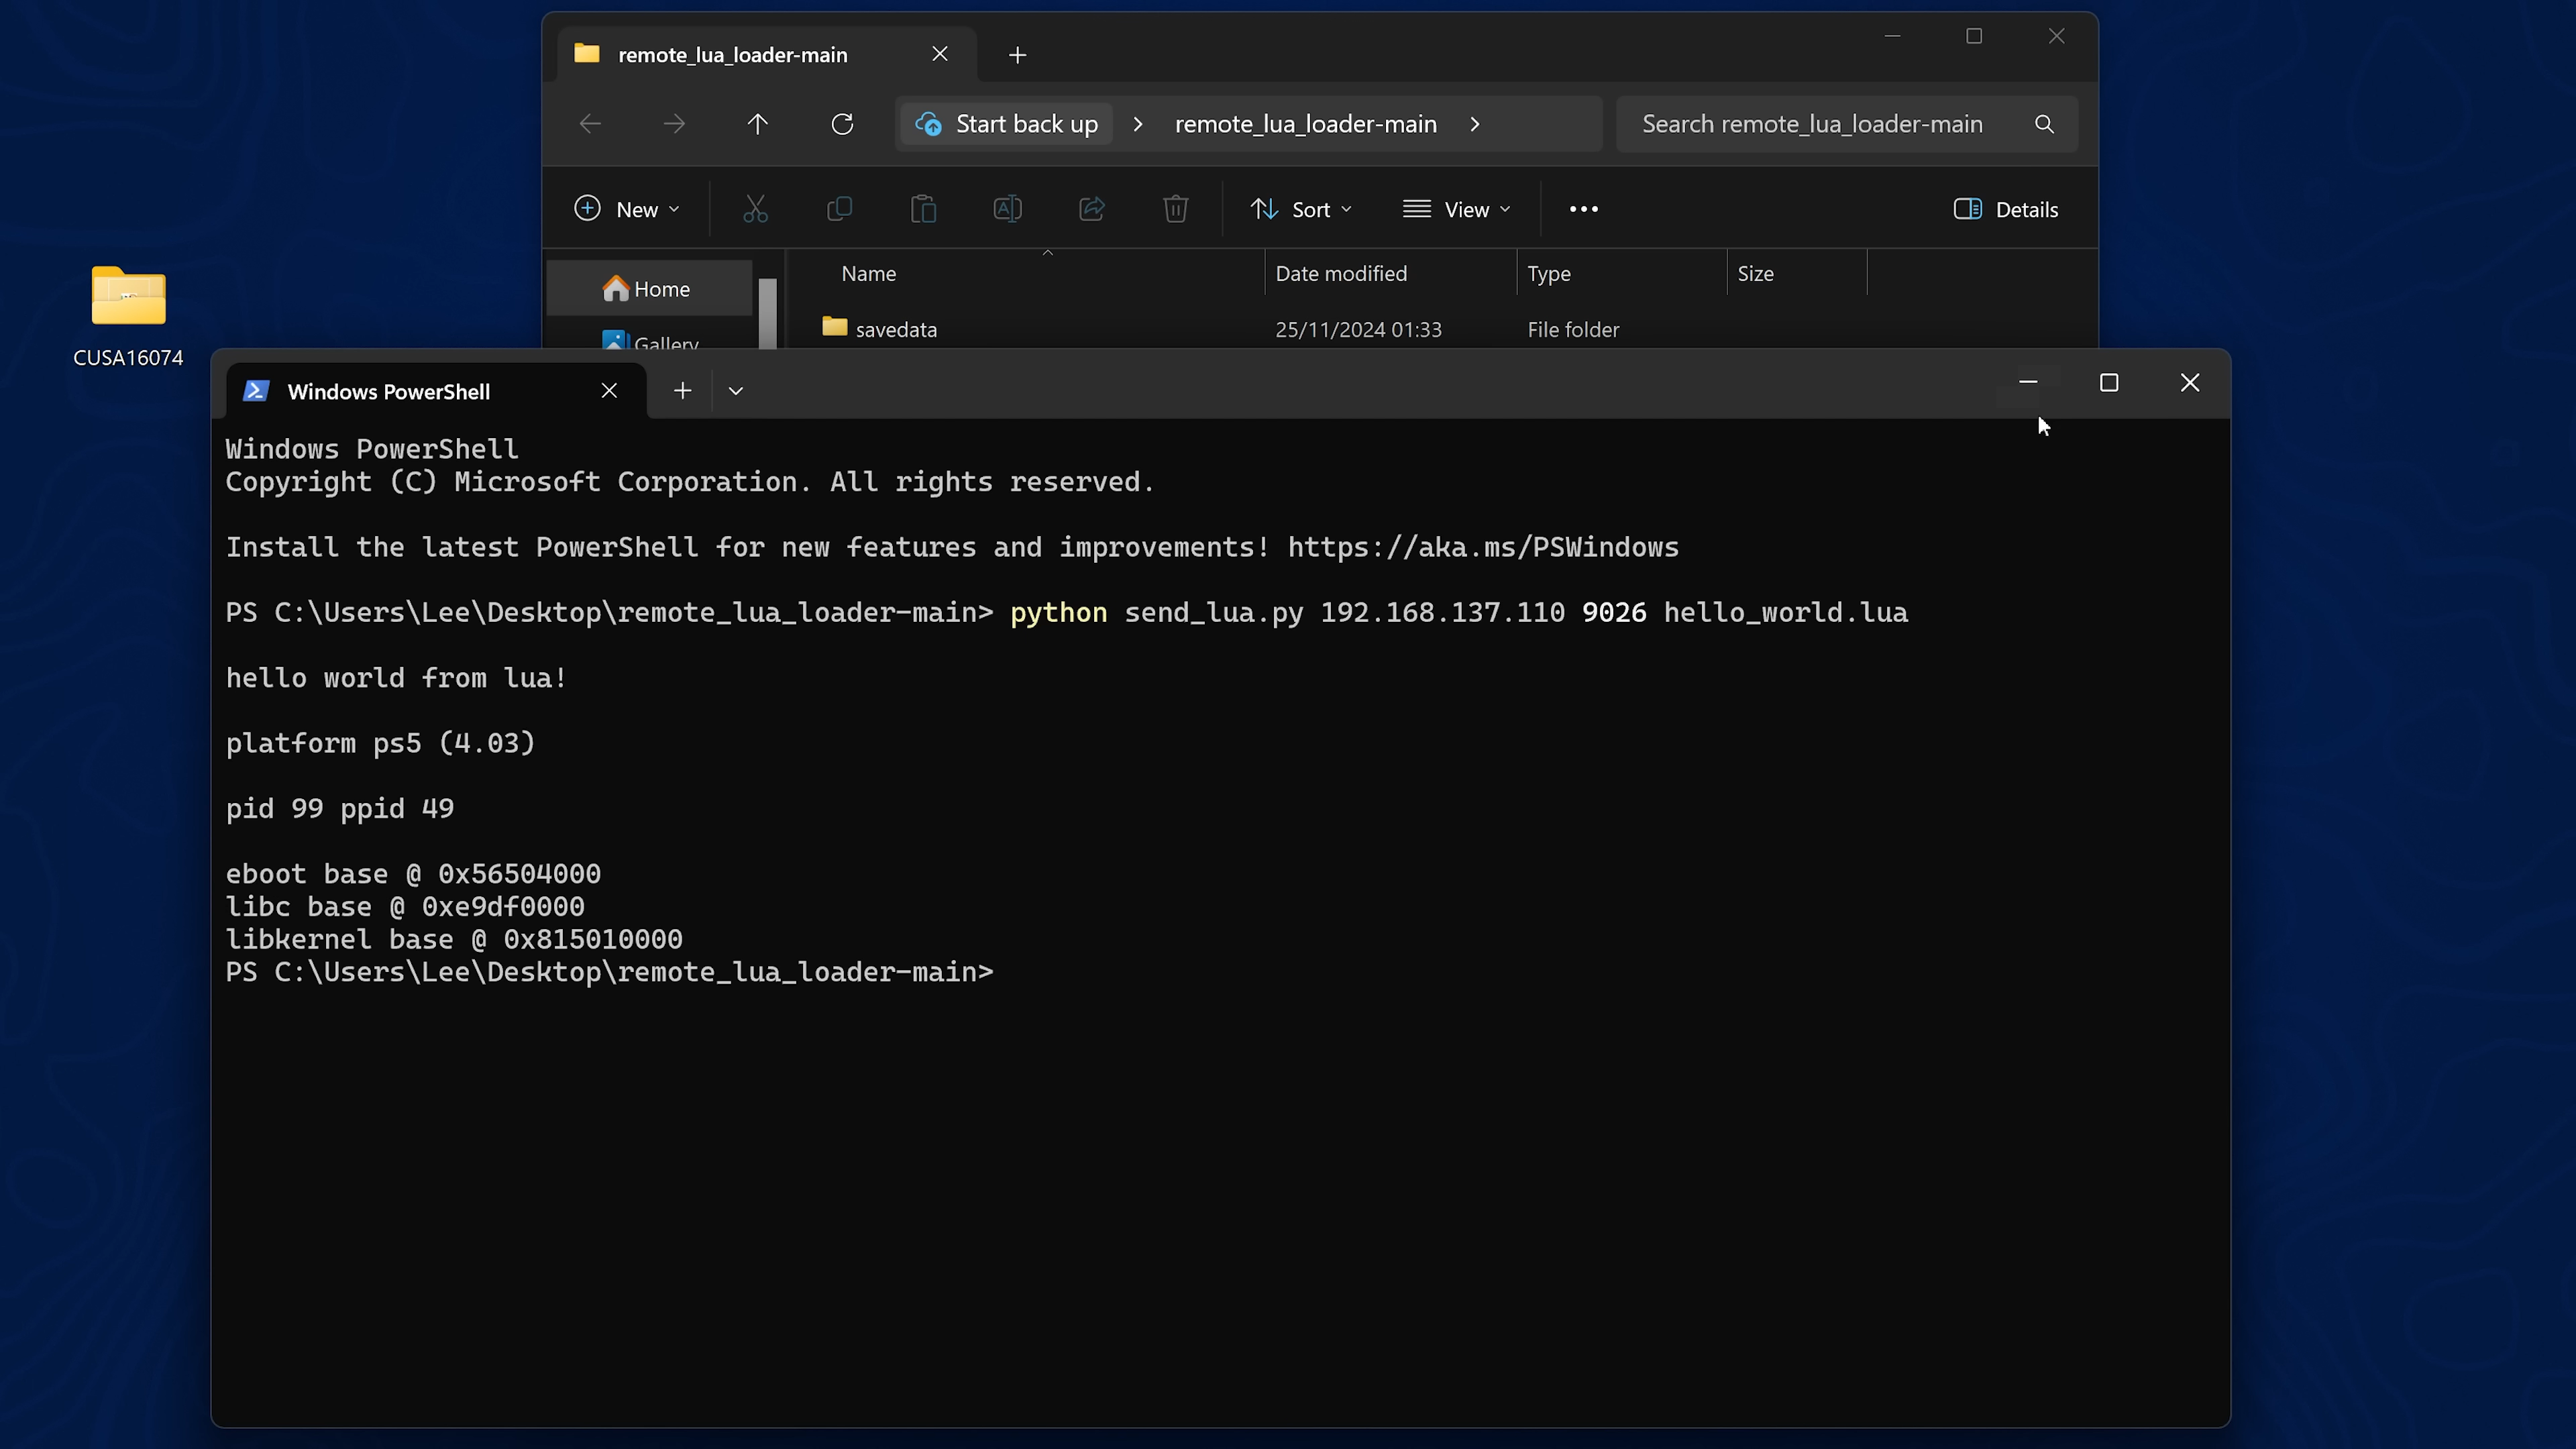 remote_lua_loader-main
Start back up
remote_lua_loader-main
Search remote_lua_loader-main
New
Sort
View
Details
Name
Date modified
Type
Size
Home
savedata
25/11/2024 01:33
File folder
Gallery
CUSA16074
Windows PowerShell
Windows PowerShell
Copyright (C) Microsoft Corporation. All rights reserved.
Install the latest PowerShell for new features and improvements! https://aka.ms/PSWindows
PS C:\Users\Lee\Desktop\remote_lua_loader-main> python send_lua.py 192.168.137.110 9026 hello_world.lua
hello world from lua!
platform ps5 (4.03)
pid 99 ppid 49
eboot base @ 0x56504000
libc base @ 0xe9df0000
libkernel base @ 0x815010000
PS C:\Users\Lee\Desktop\remote_lua_loader-main>